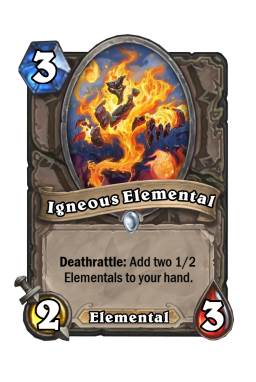 3
Igneous Elemental
Deathrattle: Add two 1/2
Elementals to your hand.
2
Elemental
3